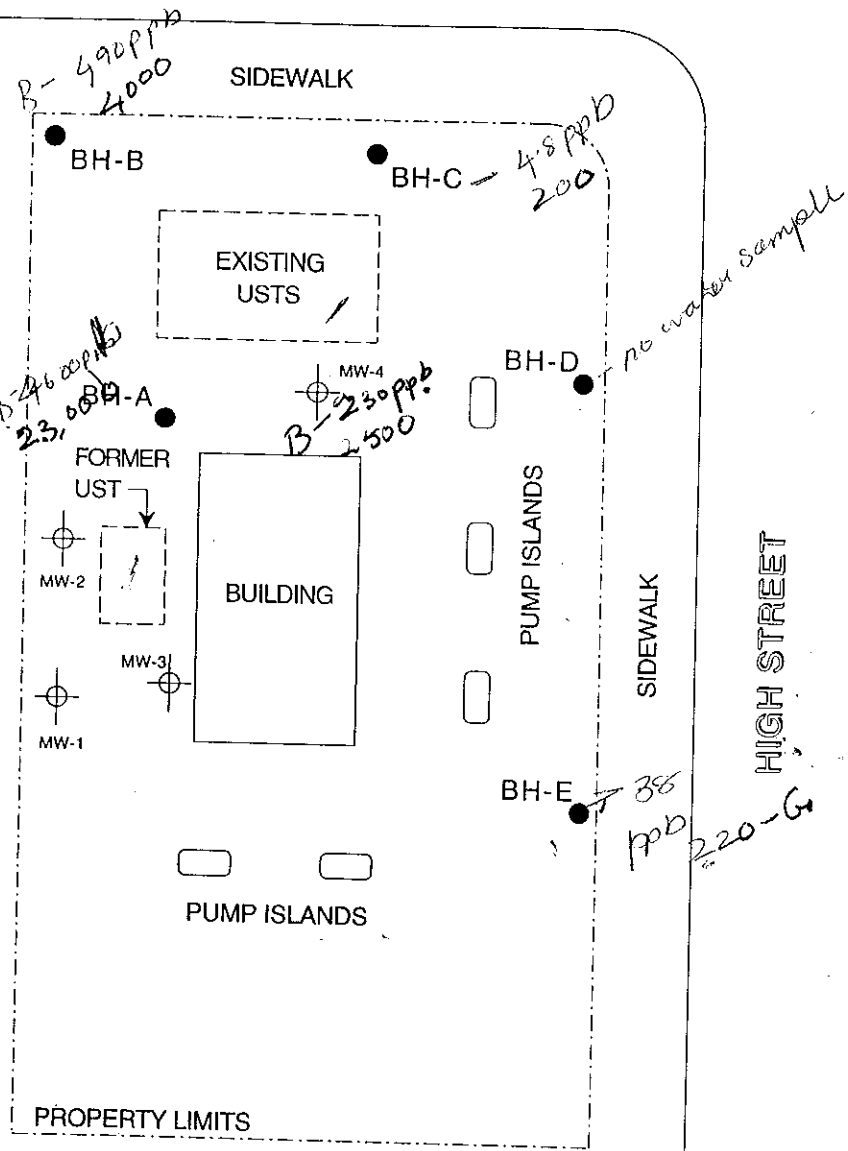 B- 490ppb
4000
SIDEWALK
BH-B
BH-C - 4.8 ppb
200
EXISTING
USTS
BH-D - no water sample
MW-4
B- 230ppb
2500
BH-A
23,000
FORMER
UST
MW-2
BUILDING
PUMP ISLANDS
SIDEWALK
HIGH STREET
MW-3
MW-1
BH-E - 38
ppb
220-G
PUMP ISLANDS
PROPERTY LIMITS